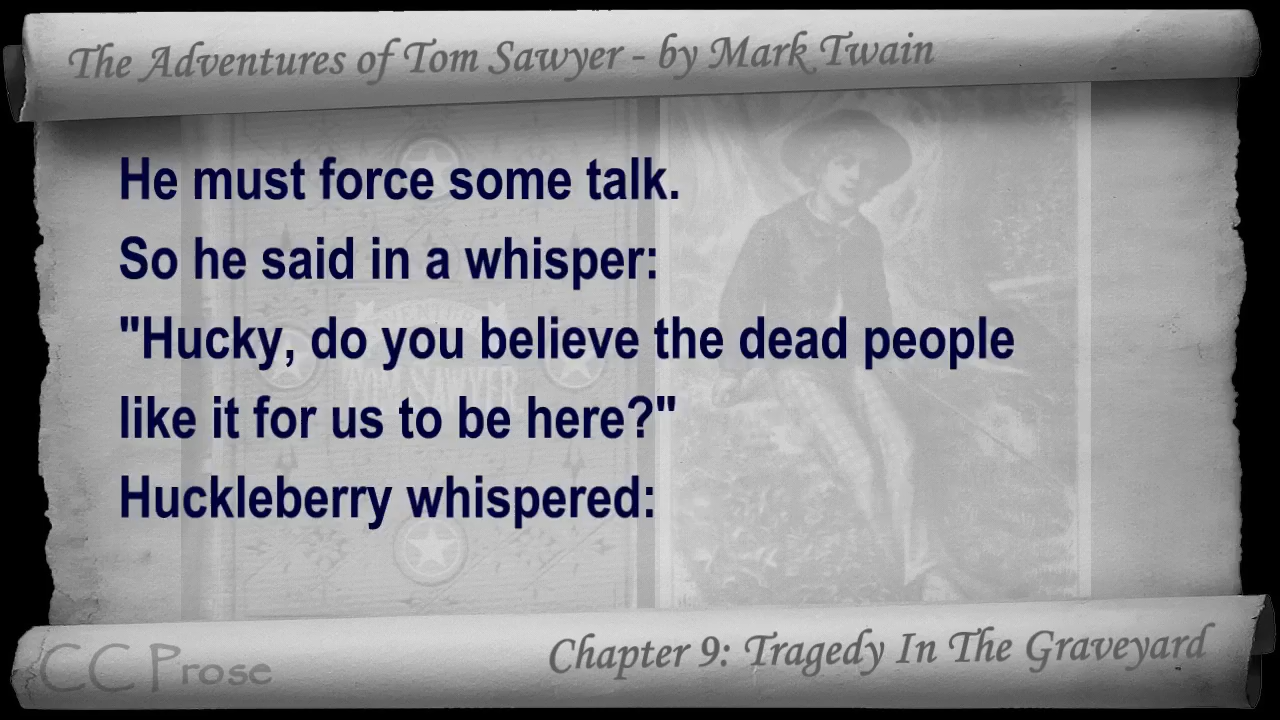 The Adventures of Tom Sawyer - by Mark Twain
He must force some talk.
So he said in a whisper:
"Hucky, do you believe the dead people
like it for us to be here?"
Huckleberry whispered:
TOM SAWYER
CC Prose
Chapter 9: Tragedy In The Graveyard